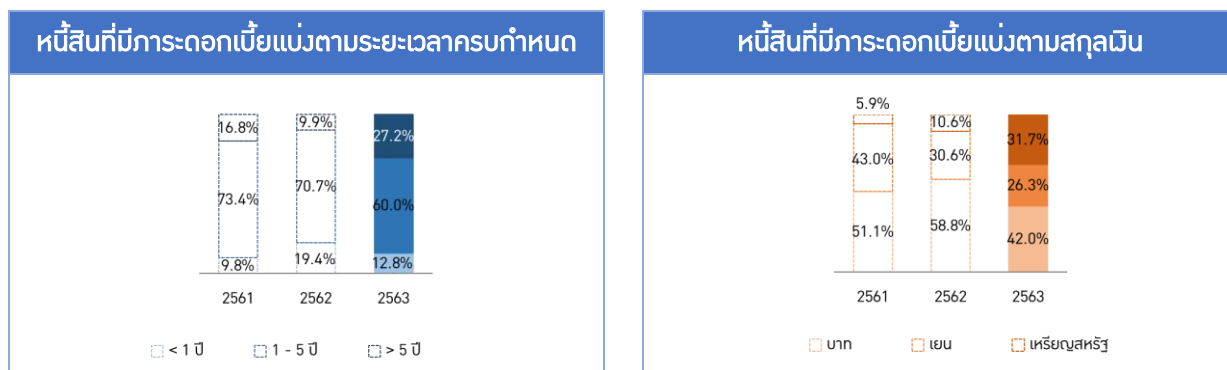 หนี้สินที่มีภาระดอกเบี้ยแบ่งตามระยะเวลาครบกำหนด
16.8% 9.9% 27.2%
73.4% 70.7% 60.0%
9.8% 19.4% 12.8%
2561 2562 2563
< 1 ปี 1 - 5 ปี > 5 ปี
หนี้สินที่มีภาระดอกเบี้ยแบ่งตามสกุลเงิน
5.9% 10.6% 31.7%
43.0% 30.6% 26.3%
51.1% 58.8% 42.0%
2561 2562 2563
บาท เยน เหรียญสหรัฐ